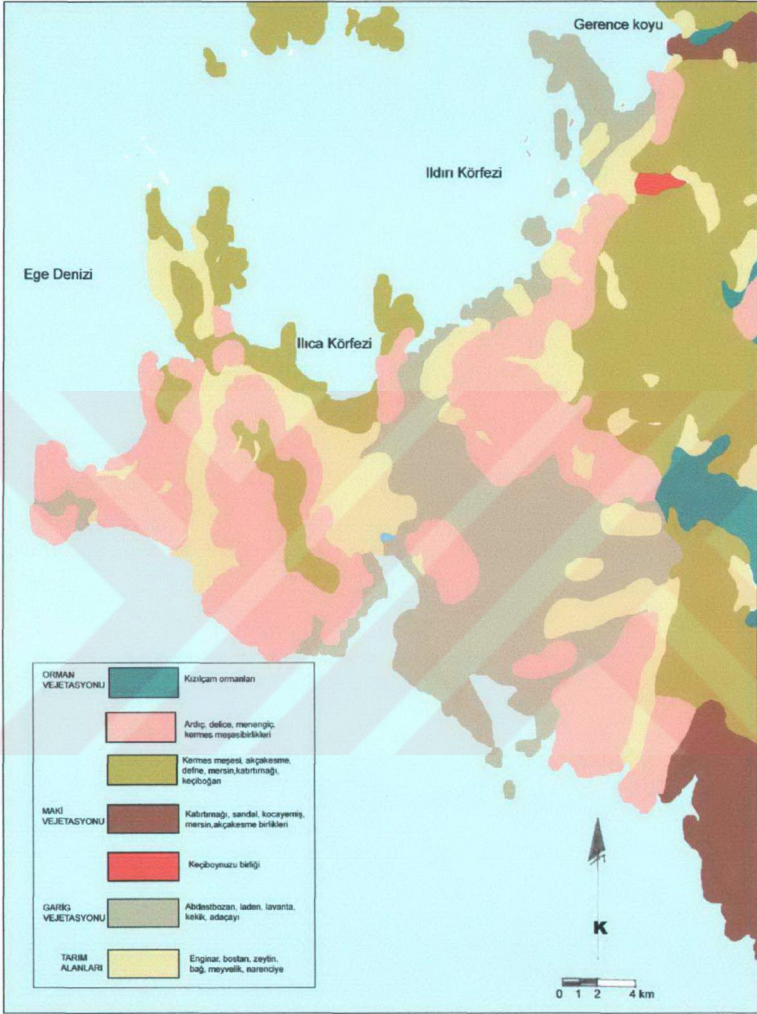 Gerence koyu
Ildırı Körfezi
Ege Denizi
Ilıca Körfezi
ORMAN
VEJETASYONU
Kızılçam ormanları
Ardıç, delice, menengiç,
kermes meşesibirlikleri
Kermes meşesi, akçakesme,
defne, mersin,katırtırnağı,
keçiboğan
MAKİ
VEJETASYONU
Katırtırnağı, sandal, kocayemiş,
mersin,akçakesme birlikleri
Keçiboynuzu birliği
GARİG
VEJETASYONU
Abdestbozan, laden, lavanta,
kekik, adaçayı
TARIM
ALANLARI
Enginar, bostan, zeytin,
bağ, meyvelik, narenciye
K
0 1 2 4 km